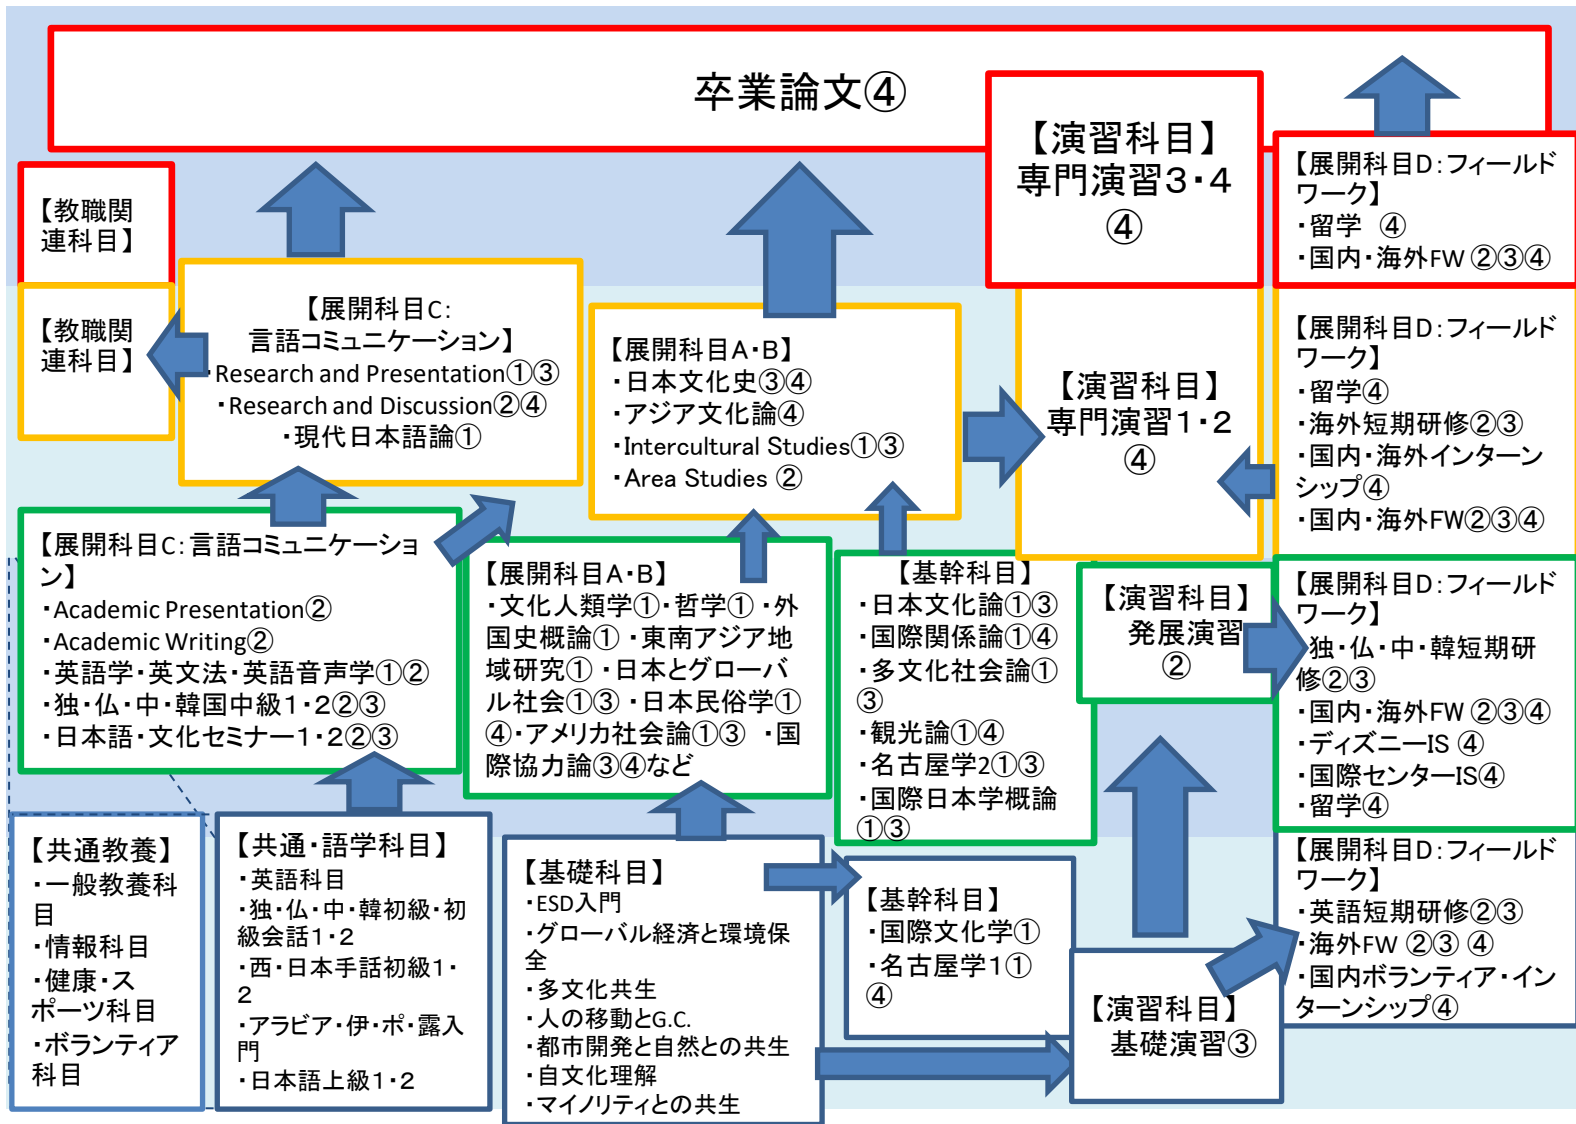 卒業論文④
【演習科目】
専門演習3・4
④
【展開科目D:フィールド
ワーク】
・留学 ④
・国内・海外FW ②③④
【教職関
連科目】
【教職関
連科目】
【展開科目C:
言語コミュニケーション】
・Research and Presentation①③
・Research and Discussion②④
・現代日本語論①
【展開科目A・B】
・日本文化史③④
・アジア文化論④
・Intercultural Studies①③
・Area Studies ②
【演習科目】
専門演習1・2
④
【展開科目D:フィールド
ワーク】
・留学④
・海外短期研修②③
・国内・海外インターン
シップ④
・国内・海外FW②③④
【展開科目C:言語コミュニケーショ
ン】
・Academic Presentation②
・Academic Writing②
・英語学・英文法・英語音声学①②
・独・仏・中・韓国中級1・2②③
・日本語・文化セミナー1・2②③
【展開科目A・B】
・文化人類学①・哲学① ・外
国史概論① ・東南アジア地
域研究① ・日本とグローバ
ル社会①③ ・日本民俗学①
④・アメリカ社会論①③ ・国
際協力論③④など
【基幹科目】
・日本文化論①③
・国際関係論①④
・多文化社会論①
③
・観光論①④
・名古屋学2①③
・国際日本学概論
①③
【演習科目】
発展演習
②
【展開科目D:フィールド
ワーク】
独・仏・中・韓短期研
修②③
・国内・海外FW ②③④
・ディズニーIS ④
・国際センターIS④
・留学④
【共通教養】
・一般教養科
目
・情報科目
・健康・ス
ポーツ科目
・ボランティア
科目
【共通・語学科目】
・英語科目
・独・仏・中・韓初級・初
級会話1・2
・西・日本手話初級1・
2
・アラビア・伊・ポ・露入
門
・日本語上級1・2
【基礎科目】
・ESD入門
・グローバル経済と環境保
全
・多文化共生
・人の移動とG.C.
・都市開発と自然との共生
・自文化理解
・マイノリティとの共生
【基幹科目】
・国際文化学①
・名古屋学1①
④
【演習科目】
基礎演習③
【展開科目D:フィールド
ワーク】
・英語短期研修②③
・海外FW ②③ ④
・国内ボランティア・イン
ターンシップ④